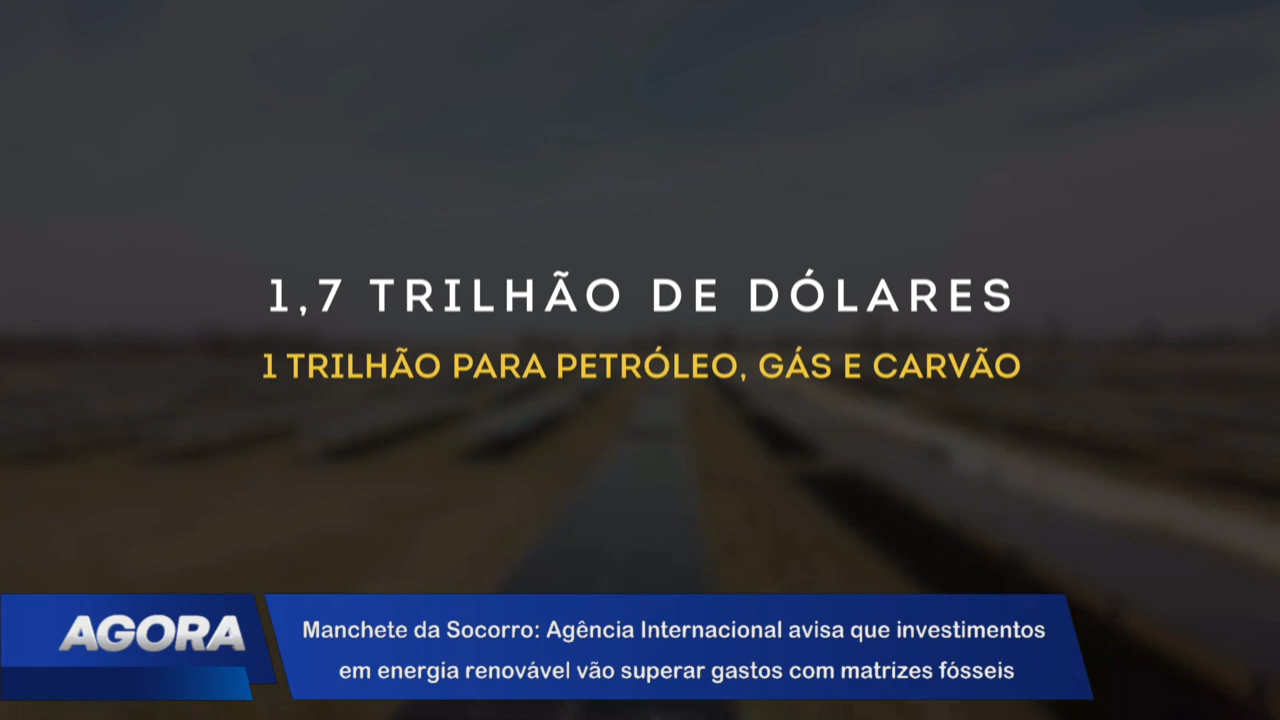 1,7 TRILHÃO DE DÓLARES
1 TRILHÃO PARA PETRÓLEO, GÁS E CARVÃO
AGORA
Manchete da Socorro: Agência Internacional avisa que investimentos
em energia renovável vão superar gastos com matrizes fósseis